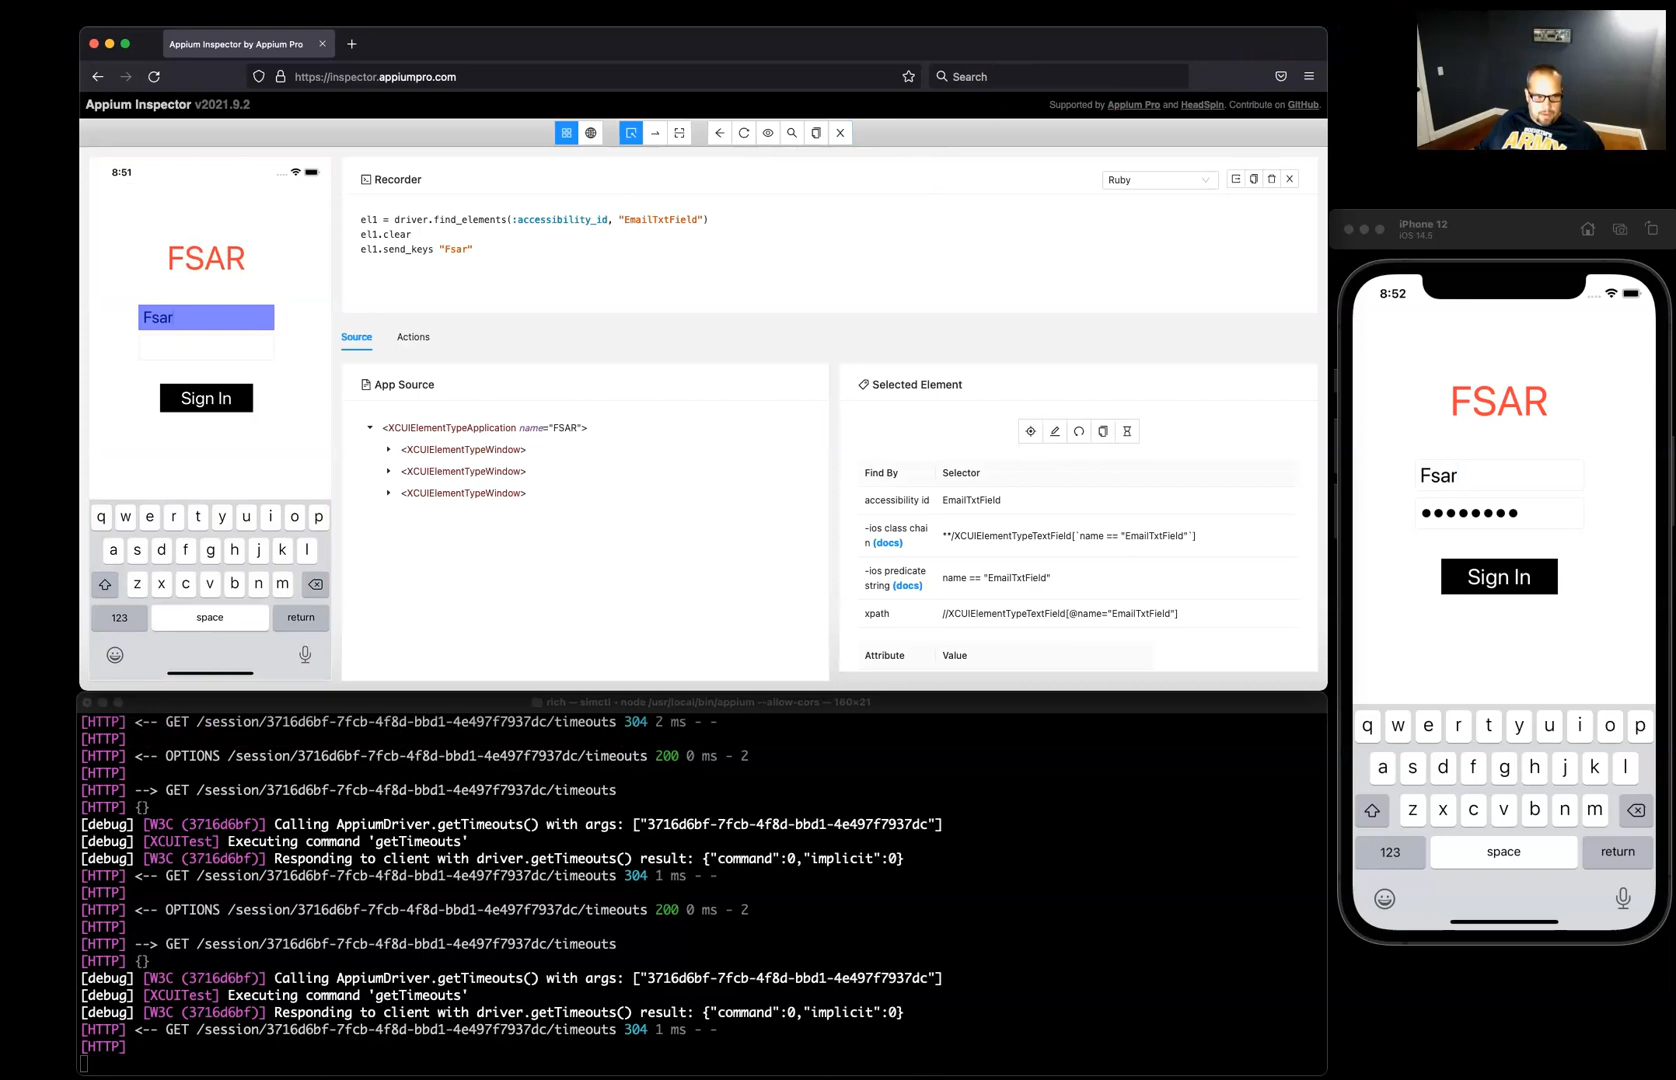 Appium Inspector by Appium Pro
https://inspector.appiumpro.com
Search
Appium Inspector v2021.9.2
Supported by Appium Pro and HeadSpin. Contribute on GitHub.
8:51
FSAR
Fsar
Sign In
q w e r t y u i o p
a s d f g h j k l
z x c v b n m
123 space return
Recorder
Ruby
el1 = driver.find_elements(:accessibility_id, "EmailTxtField")
el1.clear
el1.send_keys "Fsar"
Source Actions
App Source
<XCUIElementTypeApplication name="FSAR">
<XCUIElementTypeWindow>
<XCUIElementTypeWindow>
<XCUIElementTypeWindow>
Selected Element
Find By Selector
accessibility id EmailTxtField
-ios class chai
n (docs) **/XCUIElementTypeTextField[`name == "EmailTxtField"`]
-ios predicate
string (docs) name == "EmailTxtField"
xpath //XCUIElementTypeTextField[@name="EmailTxtField"]
Attribute Value
rich — simctl - node /usr/local/bin/appium --allow-cors — 160×21
[HTTP] <-- GET /session/3716d6bf-7fcb-4f8d-bbd1-4e497f7937dc/timeouts 304 2 ms - -
[HTTP]
[HTTP] <-- OPTIONS /session/3716d6bf-7fcb-4f8d-bbd1-4e497f7937dc/timeouts 200 0 ms - 2
[HTTP]
[HTTP] --> GET /session/3716d6bf-7fcb-4f8d-bbd1-4e497f7937dc/timeouts
[HTTP] {}
[debug] [W3C (3716d6bf)] Calling AppiumDriver.getTimeouts() with args: ["3716d6bf-7fcb-4f8d-bbd1-4e497f7937dc"]
[debug] [XCUITest] Executing command 'getTimeouts'
[debug] [W3C (3716d6bf)] Responding to client with driver.getTimeouts() result: {"command":0,"implicit":0}
[HTTP] <-- GET /session/3716d6bf-7fcb-4f8d-bbd1-4e497f7937dc/timeouts 304 1 ms - -
[HTTP]
[HTTP] <-- OPTIONS /session/3716d6bf-7fcb-4f8d-bbd1-4e497f7937dc/timeouts 200 0 ms - 2
[HTTP]
[HTTP] --> GET /session/3716d6bf-7fcb-4f8d-bbd1-4e497f7937dc/timeouts
[HTTP] {}
[debug] [W3C (3716d6bf)] Calling AppiumDriver.getTimeouts() with args: ["3716d6bf-7fcb-4f8d-bbd1-4e497f7937dc"]
[debug] [XCUITest] Executing command 'getTimeouts'
[debug] [W3C (3716d6bf)] Responding to client with driver.getTimeouts() result: {"command":0,"implicit":0}
[HTTP] <-- GET /session/3716d6bf-7fcb-4f8d-bbd1-4e497f7937dc/timeouts 304 1 ms - -
[HTTP]
ARMY
iPhone 12
iOS 14.5
8:52
FSAR
Fsar
Sign In
q w e r t y u i o p
a s d f g h j k l
z x c v b n m
123 space return